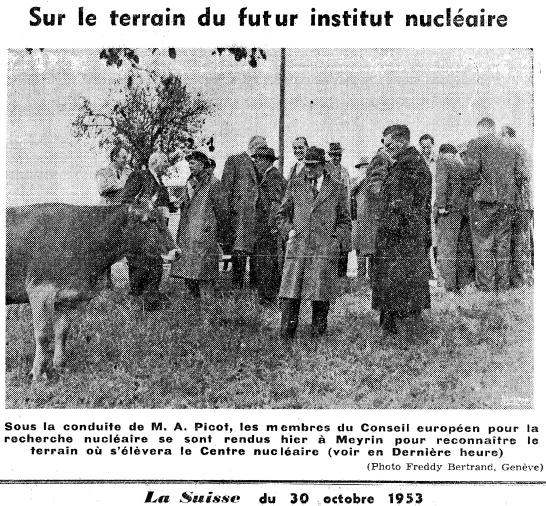 Sur le terrain du futur institut nucléaire
Sous la conduite de M. A. Picot, les membres du Conseil européen pour la
recherche nucléaire se sont rendus hier à Meyrin pour reconnaître le
terrain où s'élèvera le Centre nucléaire (voir en Dernière heure)
(Photo Freddy Bertrand, Genève)
La Suisse du 30 octobre 1953